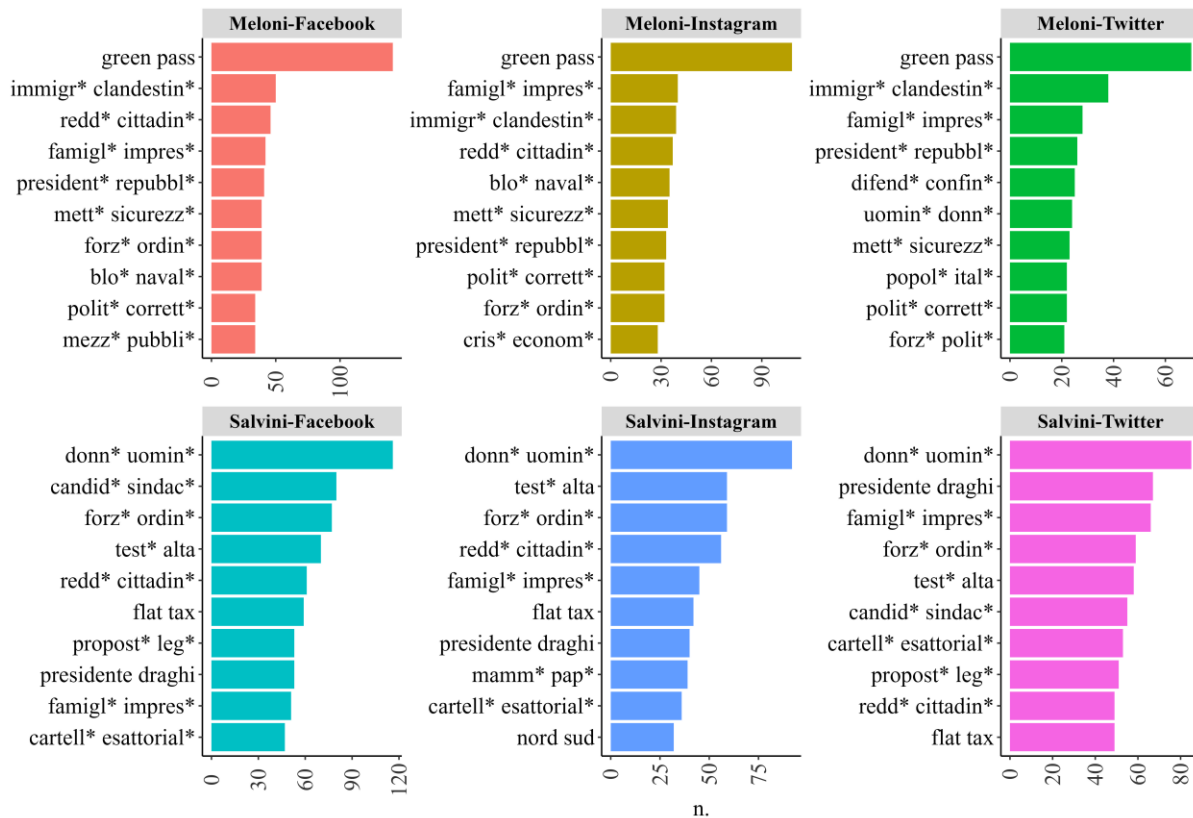 Meloni-Facebook
green pass
immigr* clandestin*
redd* cittadin*
famigl* impres*
president* repubbl*
mett* sicurezz*
forz* ordin*
blo* naval*
polit* corrett*
mezz* pubbli*
0 50 100
Meloni-Instagram
green pass
famigl* impres*
immigr* clandestin*
redd* cittadin*
blo* naval*
mett* sicurezz*
president* repubbl*
polit* corrett*
forz* ordin*
cris* econom*
0 30 60 90
Meloni-Twitter
green pass
immigr* clandestin*
famigl* impres*
president* repubbl*
difend* confin*
uomin* donn*
mett* sicurezz*
popol* ital*
polit* corrett*
forz* polit*
0 20 40 60
Salvini-Facebook
donn* uomin*
candid* sindac*
forz* ordin*
test* alta
redd* cittadin*
flat tax
propost* leg*
presidente draghi
famigl* impres*
cartell* esattorial*
0 30 60 90 120
Salvini-Instagram
donn* uomin*
test* alta
forz* ordin*
redd* cittadin*
famigl* impres*
flat tax
presidente draghi
mamm* pap*
cartell* esattorial*
nord sud
0 25 50 75
Salvini-Twitter
donn* uomin*
presidente draghi
famigl* impres*
forz* ordin*
test* alta
candid* sindac*
cartell* esattorial*
propost* leg*
redd* cittadin*
flat tax
0 20 40 60 80
n.